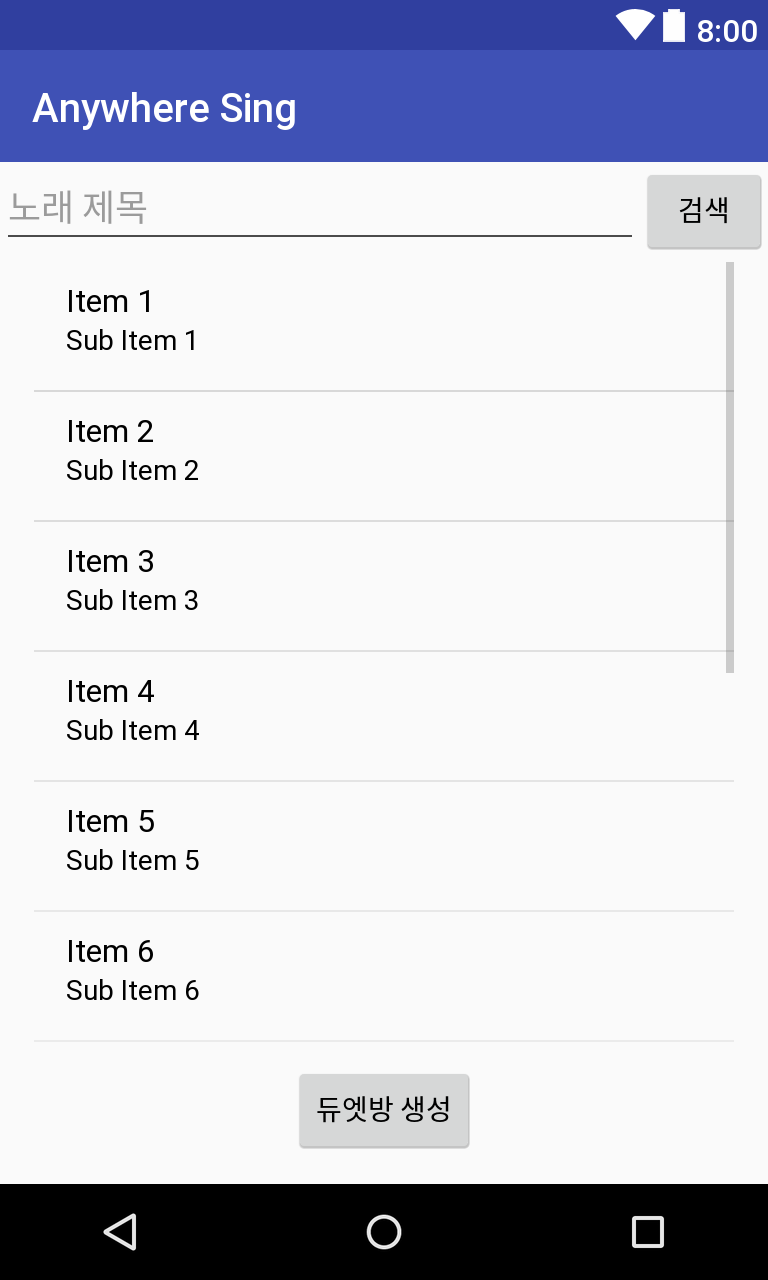 8:00
Anywhere Sing
노래 제목
검색
Item 1
Sub Item 1
Item 2
Sub Item 2
Item 3
Sub Item 3
Item 4
Sub Item 4
Item 5
Sub Item 5
Item 6
Sub Item 6
듀엣방 생성